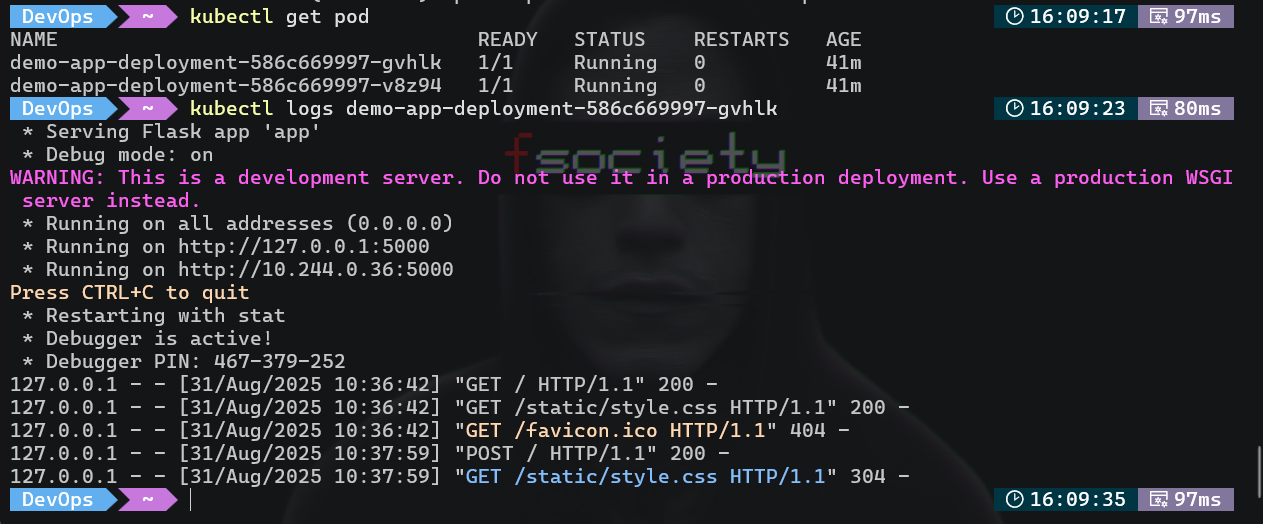 DevOps ~ kubectl get pod 16:09:17 97ms
NAME READY STATUS RESTARTS AGE
demo-app-deployment-586c669997-gvhlk 1/1 Running 0 41m
demo-app-deployment-586c669997-v8z94 1/1 Running 0 41m
DevOps ~ kubectl logs demo-app-deployment-586c669997-gvhlk 16:09:23 80ms
* Serving Flask app 'app'
* Debug mode: on
fsociety
WARNING: This is a development server. Do not use it in a production deployment. Use a production WSGI
server instead.
* Running on all addresses (0.0.0.0)
* Running on http://127.0.0.1:5000
* Running on http://10.244.0.36:5000
Press CTRL+C to quit
* Restarting with stat
* Debugger is active!
* Debugger PIN: 467-379-252
127.0.0.1 - - [31/Aug/2025 10:36:42] "GET / HTTP/1.1" 200 -
127.0.0.1 - - [31/Aug/2025 10:36:42] "GET /static/style.css HTTP/1.1" 200 -
127.0.0.1 - - [31/Aug/2025 10:36:42] "GET /favicon.ico HTTP/1.1" 404 -
127.0.0.1 - - [31/Aug/2025 10:37:59] "POST / HTTP/1.1" 200 -
127.0.0.1 - - [31/Aug/2025 10:37:59] "GET /static/style.css HTTP/1.1" 304 -
DevOps ~ 16:09:35 97ms